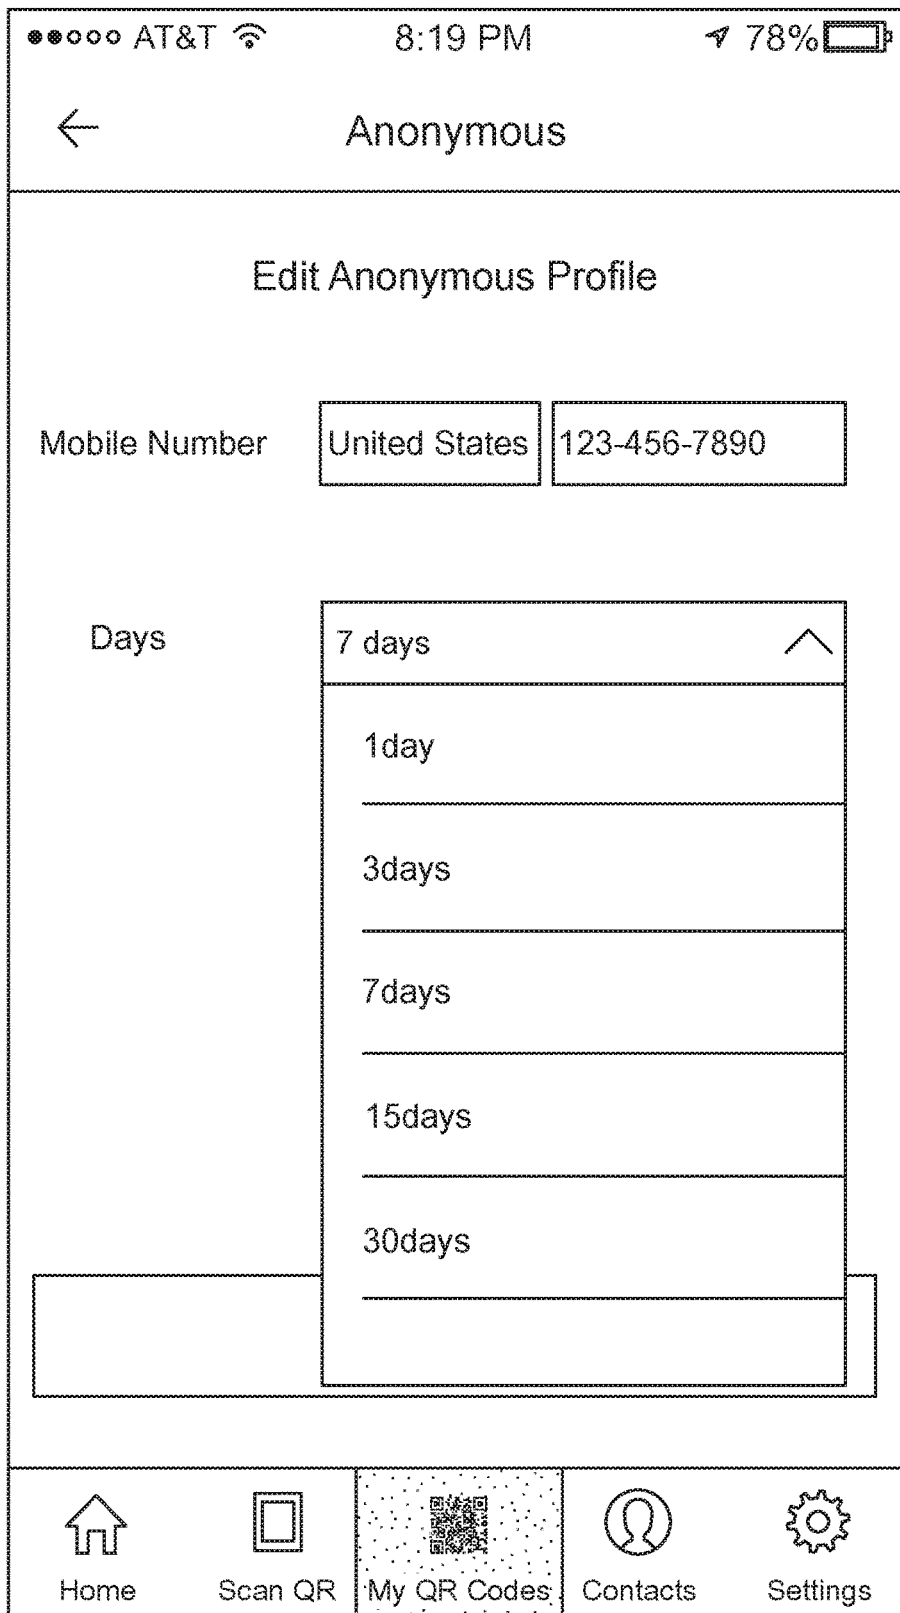 AT&T 8:19 PM 78%
Anonymous
Edit Anonymous Profile
Mobile Number United States 123-456-7890
Days 7 days
1day
3days
7days
15days
30days
Home Scan QR My QR Codes Contacts Settings